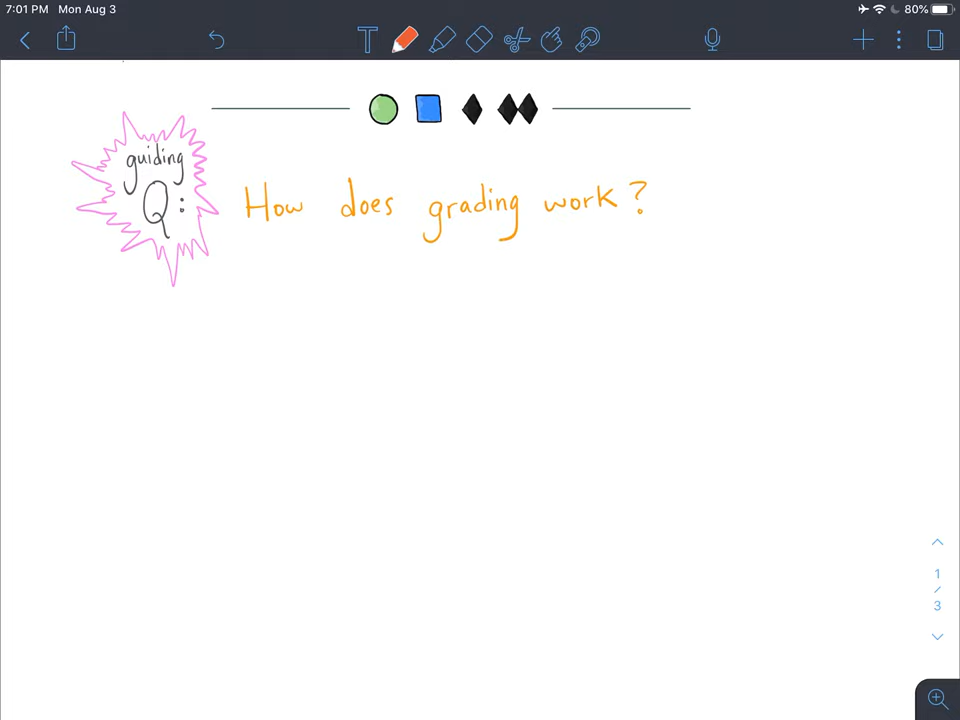 7:01 PM Mon Aug 3
80%
T
guiding
Q:
How does grading work?
1
/
3